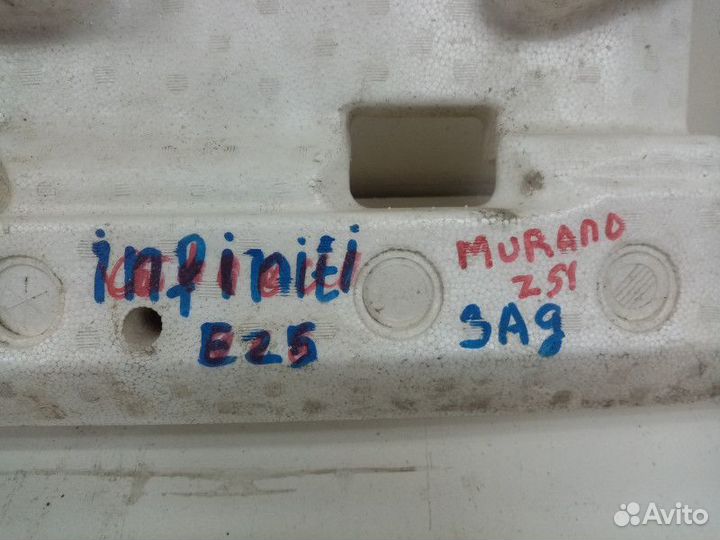 infiniti
E25
MURANO
Z51
ЗАД
Avito